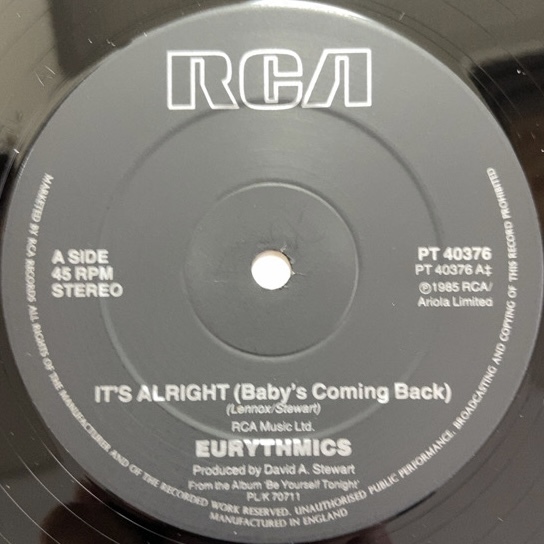 RCA
A SIDE
45 RPM
STEREO
PT 40376
PT 40376 A‡
℗1985 RCA/
Ariola Limited
IT'S ALRIGHT (Baby's Coming Back)
(Lennox/Stewart)
RCA Music Ltd.
EURYTHMICS
Produced by David A. Stewart
From the Album 'Be Yourself Tonight'
PL/K 70711
MARKETED BY RCA RECORDS ALL RIGHTS OF THE MANUFACTURER AND OF THE RECORDED WORK RESERVED. UNAUTHORISED PUBLIC PERFORMANCE, BROADCASTING AND COPYING OF THIS RECORD PROHIBITED
MANUFACTURED IN ENGLAND